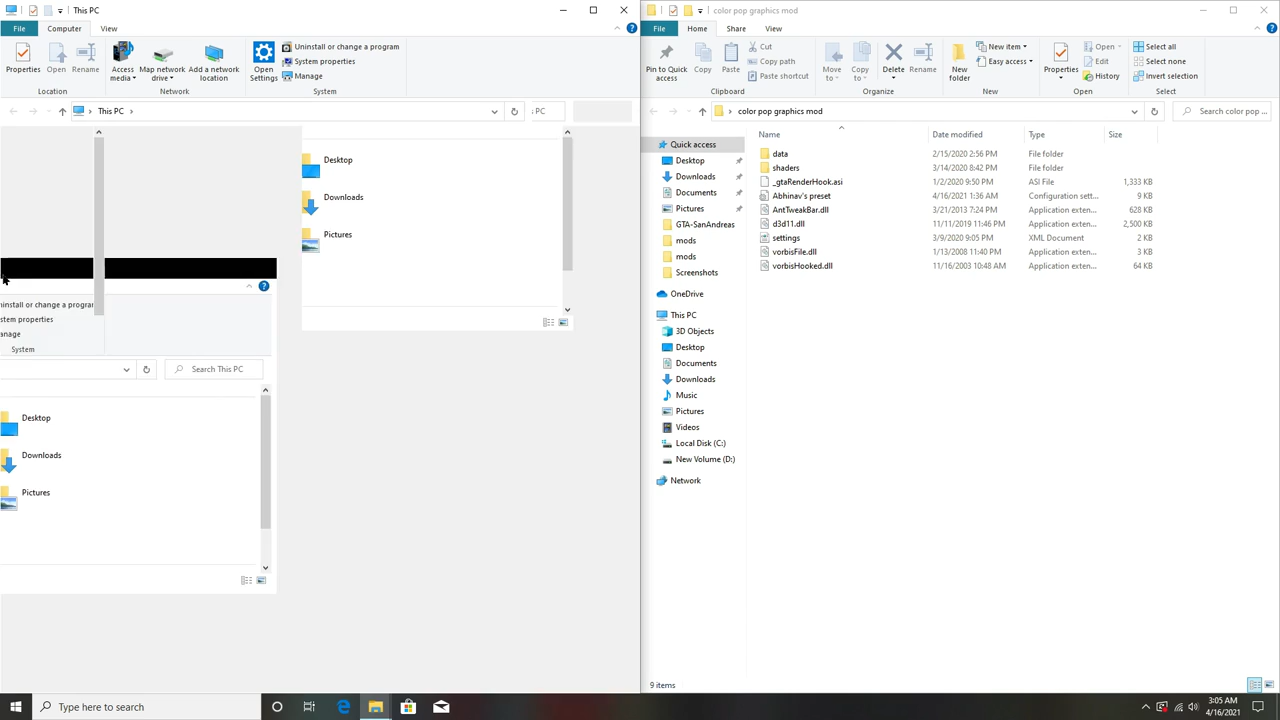 This PC
File Computer View
Properties Open Rename Access media Map network drive Add a network location Open Settings Uninstall or change a program
System properties
Manage
Location Network System
This PC
PC
Desktop
Downloads
Pictures
ninstall or change a program
stem properties
anage
System
Search This PC
Desktop
Downloads
Pictures
color pop graphics mod
File Home Share View
Pin to Quick access Copy Paste Cut
Copy path
Paste shortcut
Move to Copy to Delete Rename New folder New item
Easy access
Properties Open
Edit
History
Select all
Select none
Invert selection
Clipboard Organize New Open Select
color pop graphics mod Search color pop ...
Quick access
Desktop
Downloads
Documents
Pictures
GTA-SanAndreas
mods
mods
Screenshots
OneDrive
This PC
3D Objects
Desktop
Documents
Downloads
Music
Pictures
Videos
Local Disk (C:)
New Volume (D:)
Network
Name Date modified Type Size
data 2/15/2020 2:56 PM File folder
shaders 3/14/2020 8:42 PM File folder
_gtaRenderHook.asi 1/2/2020 9:50 PM ASI File 1,333 KB
Abhinav's preset 4/16/2021 1:36 AM Configuration sett... 9 KB
AntTweakBar.dll 3/21/2013 7:24 PM Application exten... 628 KB
d3d11.dll 11/11/2019 11:46 PM Application exten... 2,500 KB
settings 3/9/2020 9:05 PM XML Document 2 KB
vorbisFile.dll 1/13/2008 11:40 PM Application exten... 3 KB
vorbisHooked.dll 11/16/2003 10:48 AM Application exten... 64 KB
9 items
Type here to search
3:05 AM
4/16/2021